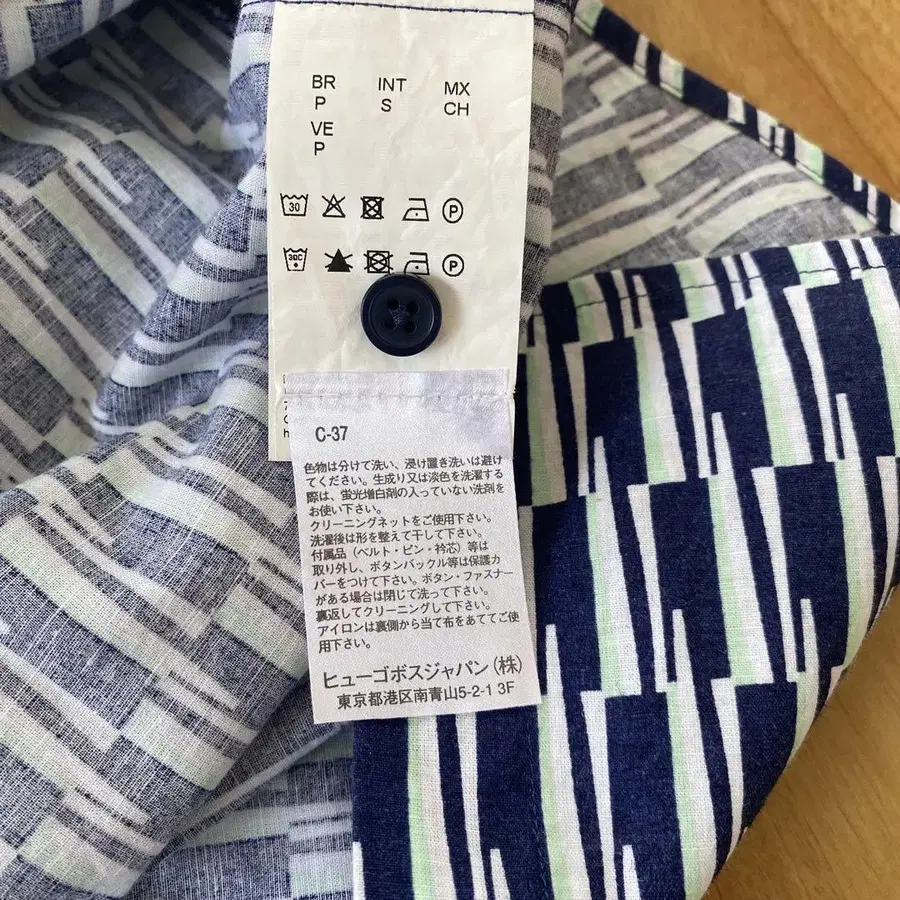 BR INT MX
P S CH
VE
P
30
P
30C
P
C-37
色物は分けて洗い、浸け置き洗いは避け
てください。生成り又は淡色を洗濯する
際は、蛍光増白剤の入っていない洗剤を
お使い下さい。
クリーニングネットをご使用下さい。
洗濯後は形を整えて干して下さい。
付属品（ベルト・ピン・衿芯）等は
取り外し、ボタンバックル等は保護カ
バーをつけて下さい。ボタン・ファスナー
がある場合は閉じて洗って下さい。
裏返してクリーニングして下さい。
アイロンは裏側から当て布をあててご使
用下さい。
ヒューゴボスジャパン(株)
東京都港区南青山5-2-1 3F